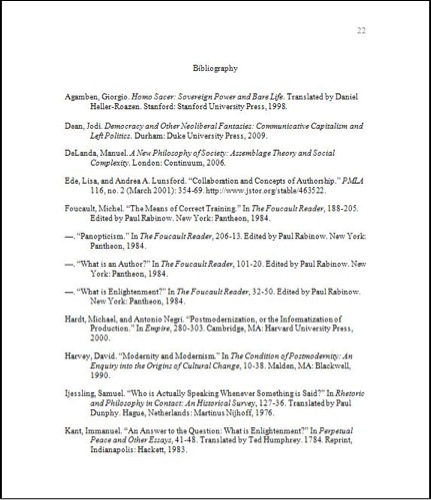 22
Bibliography
Agamben, Giorgio. Homo Sacer: Sovereign Power and Bare Life. Translated by Daniel
Heller-Roazen. Stanford: Stanford University Press, 1998.
Dean, Jodi. Democracy and Other Neoliberal Fantasies: Communicative Capitalism and
Left Politics. Durham: Duke University Press, 2009.
DeLanda, Manuel. A New Philosophy of Society: Assemblage Theory and Social
Complexity. London: Continuum, 2006.
Ede, Lisa, and Andrea A. Lunsford. “Collaboration and Concepts of Authorship.” PMLA
116, no. 2 (March 2001): 354-69. http://www.jstor.org/stable/463522.
Foucault, Michel. “The Means of Correct Training.” In The Foucault Reader, 188-205.
Edited by Paul Rabinow. New York: Pantheon, 1984.
—. “Panopticism.” In The Foucault Reader, 206-13. Edited by Paul Rabinow. New York:
Pantheon, 1984.
—. “What is an Author?” In The Foucault Reader, 101-20. Edited by Paul Rabinow. New
York: Pantheon, 1984.
—. “What is Enlightenment?” In The Foucault Reader, 32-50. Edited by Paul Rabinow.
New York: Pantheon, 1984.
Hardt, Michael, and Antonio Negri. “Postmodernization, or the Informatization of
Production.” In Empire, 280-303. Cambridge, MA: Harvard University Press,
2000.
Harvey, David. “Modernity and Modernism.” In The Condition of Postmodernity: An
Enquiry into the Origins of Cultural Change, 10-38. Malden, MA: Blackwell,
1990.
Ijessling, Samuel. “Who is Actually Speaking Whenever Something is Said?” In Rhetoric
and Philosophy in Contact: An Historical Survey, 127-36. Translated by Paul
Dunphy. Hague, Netherlands: Martinus Nijhoff, 1976.
Kant, Immanuel. “An Answer to the Question: What is Enlightenment?” In Perpetual
Peace and Other Essays, 41-48. Translated by Ted Humphrey. 1784. Reprint,
Indianapolis: Hackett, 1983.